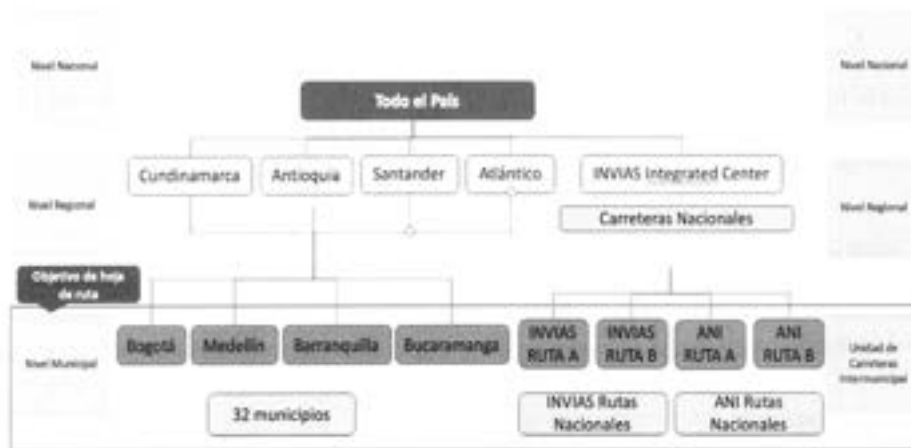 Nivel Nacional
Nivel Nacional
Todo el País
Cundinamarca
Antioquia
Santander
Atlántico
INVIAS Integrated Center
Nivel Regional
Carreteras Nacionales
Nivel Regional
Objetivo de hoja
de ruta
Nivel Municipal
Bogotá
Medellín
Barranquilla
Bucaramanga
INVIAS
RUTA A
INVIAS
RUTA B
ANI
RUTA A
ANI
RUTA B
Unidad de
Carreteras
Intermunicipal
32 municipios
INVIAS Rutas
Nacionales
ANI Rutas
Nacionales